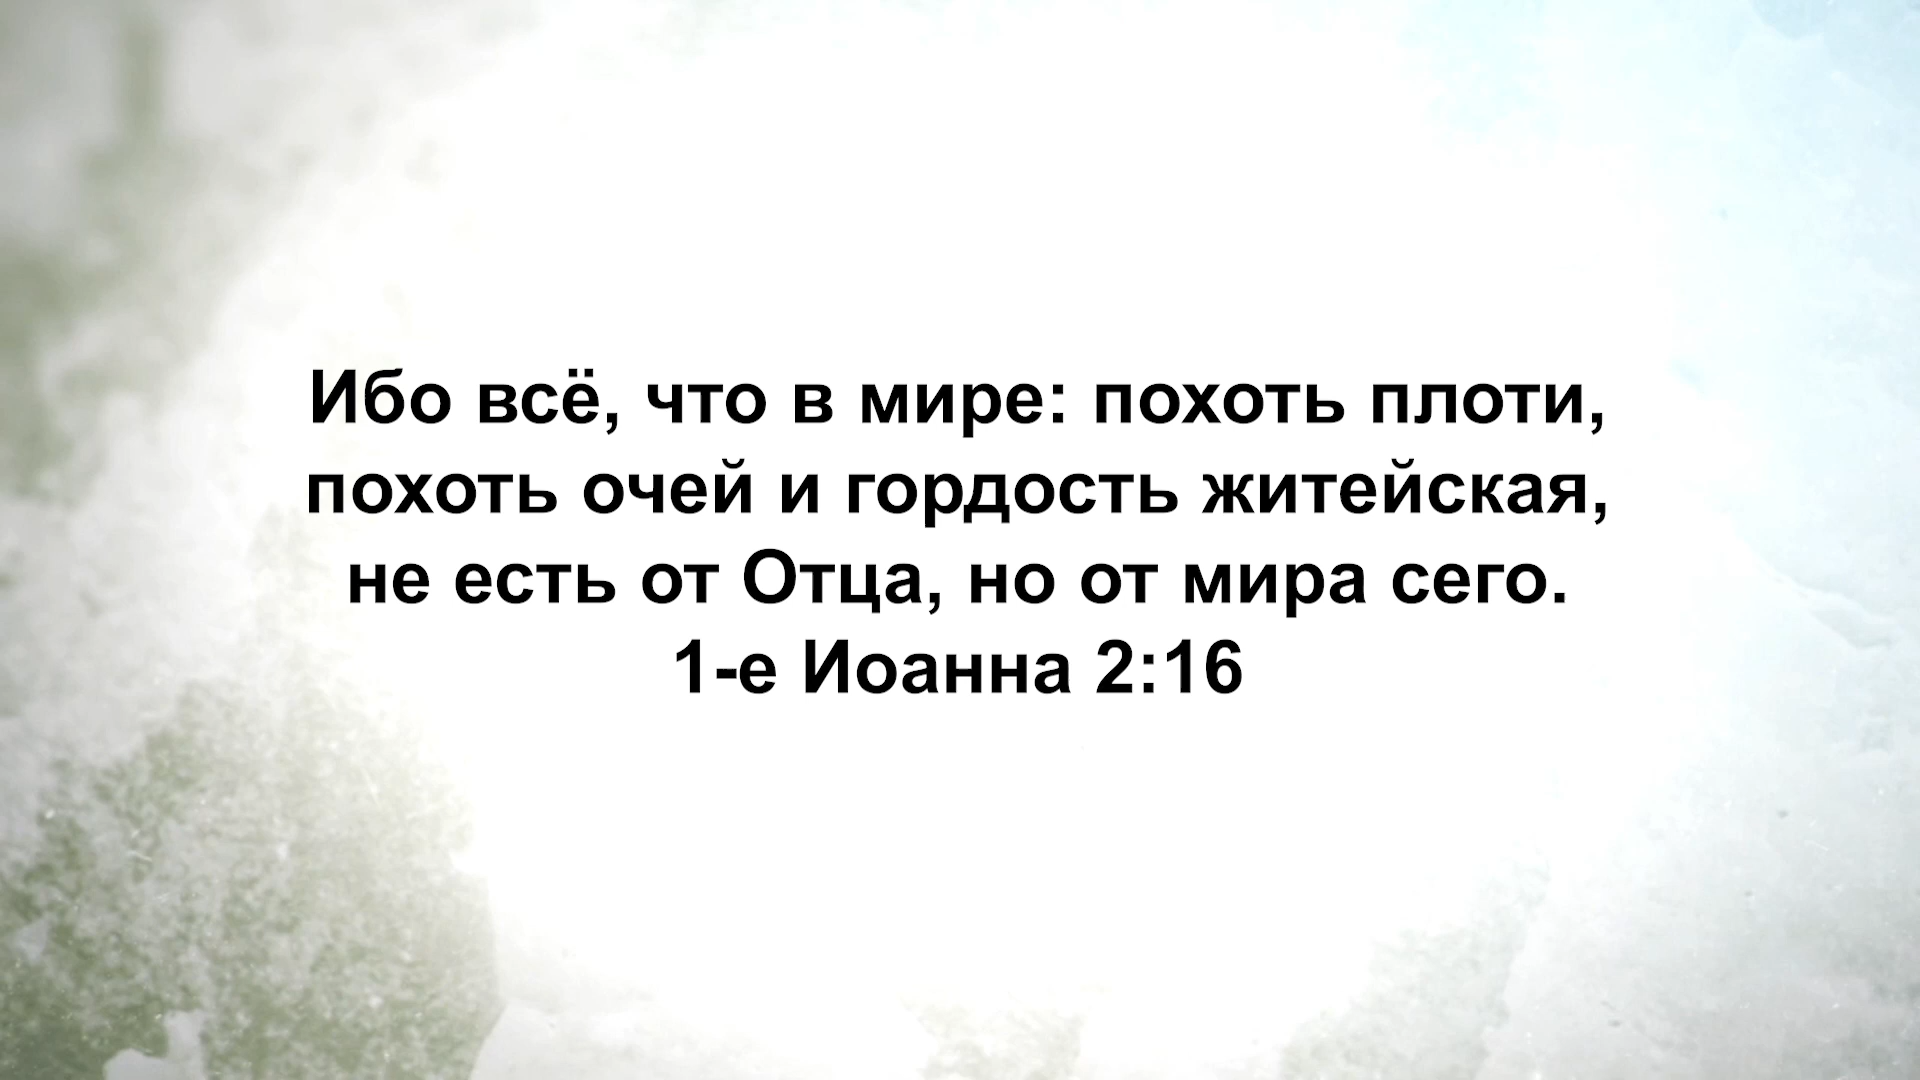 Ибо всё, что в мире: похоть плоти,
похоть очей и гордость житейская,
не есть от Отца, но от мира сего.
1-е Иоанна 2:16